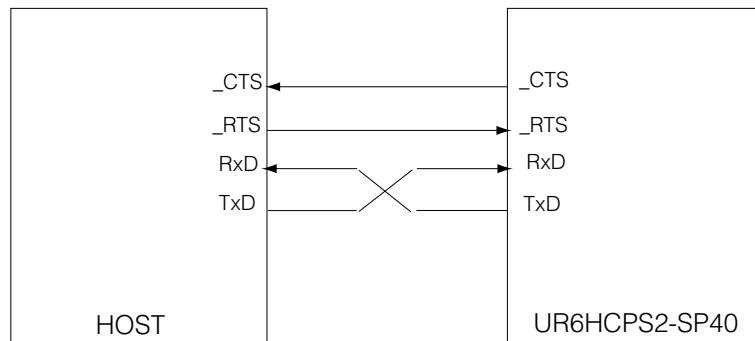 _CTS
_CTS
_RTS
_RTS
RxD
RxD
TxD
TxD
HOST
UR6HCPS2-SP40